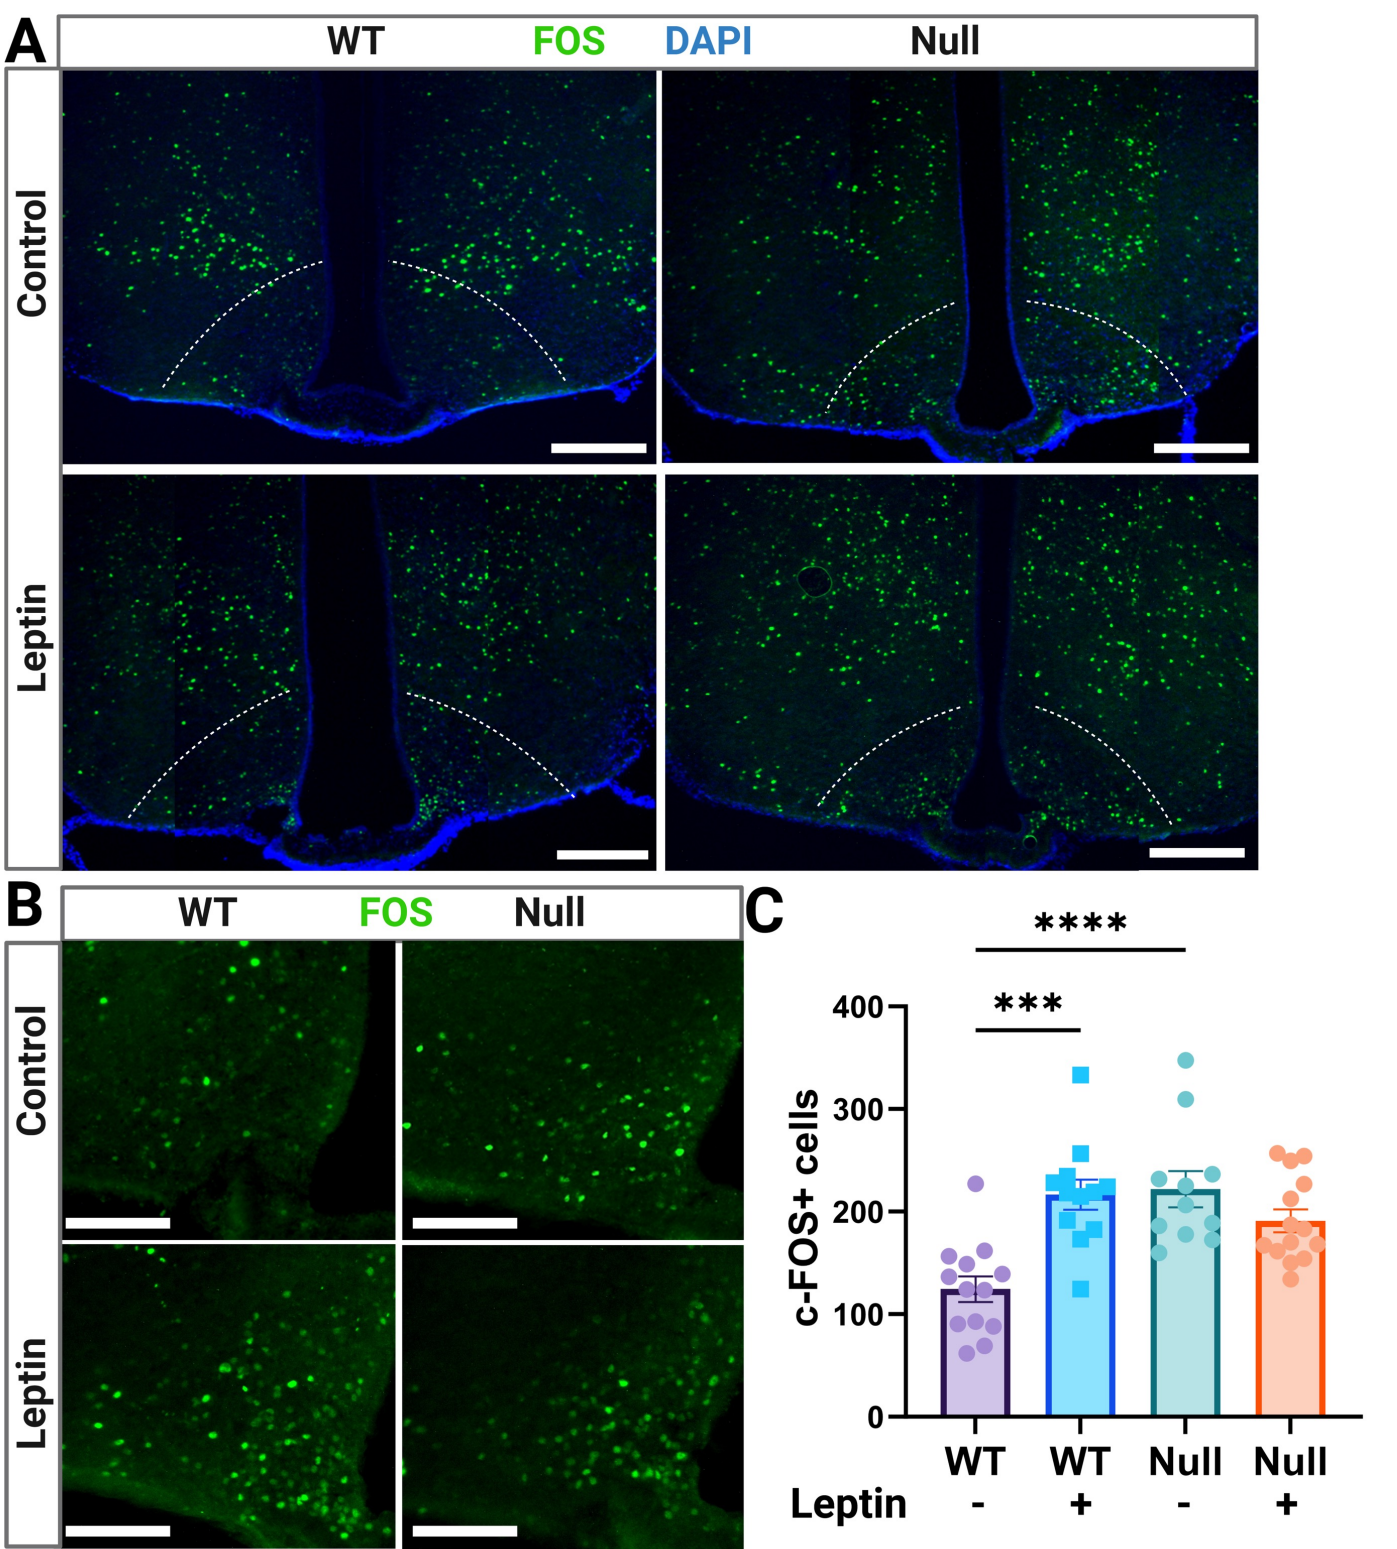 A
WT FOS DAPI Null
Control
Leptin
B
WT FOS Null
Control
Leptin
C
****
***
c-FOS+ cells
400
300
200
100
0
WT WT Null Null
Leptin - + - +